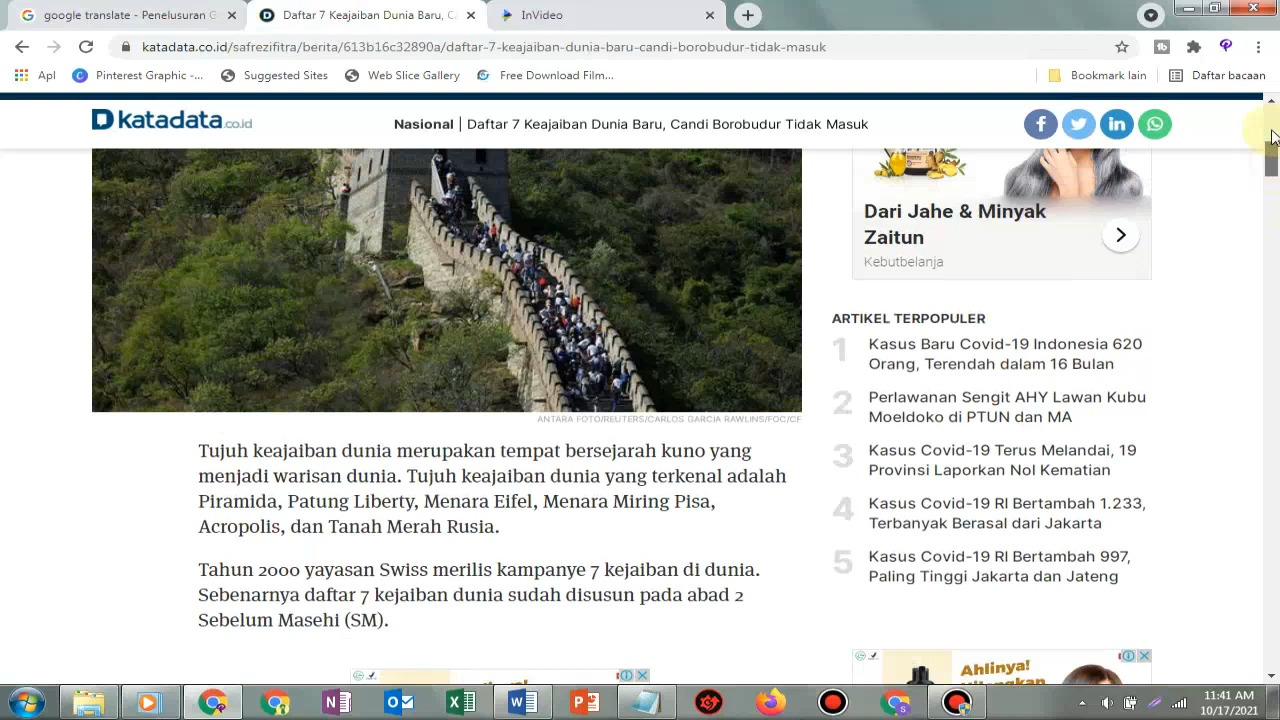 google translate - Penelusuran G
Daftar 7 Keajaiban Dunia Baru, Ca
InVideo
katadata.co.id/safrezifitra/berita/613b16c32890a/daftar-7-keajaiban-dunia-baru-candi-borobudur-tidak-masuk
Apl
Pinterest Graphic -...
Suggested Sites
Web Slice Gallery
Free Download Film...
Bookmark lain
Daftar bacaan
katadata.co.id
Nasional | Daftar 7 Keajaiban Dunia Baru, Candi Borobudur Tidak Masuk
ANTARA FOTO/REUTERS/CARLOS GARCIA RAWLINS/FOC/CF
Tujuh keajaiban dunia merupakan tempat bersejarah kuno yang
menjadi warisan dunia. Tujuh keajaiban dunia yang terkenal adalah
Piramida, Patung Liberty, Menara Eifel, Menara Miring Pisa,
Acropolis, dan Tanah Merah Rusia.
Tahun 2000 yayasan Swiss merilis kampanye 7 kejaiban di dunia.
Sebenarnya daftar 7 kejaiban dunia sudah disusun pada abad 2
Sebelum Masehi (SM).
Dari Jahe & Minyak
Zaitun
Kebutbelanja
ARTIKEL TERPOPULER
1
Kasus Baru Covid-19 Indonesia 620
Orang, Terendah dalam 16 Bulan
2
Perlawanan Sengit AHY Lawan Kubu
Moeldoko di PTUN dan MA
3
Kasus Covid-19 Terus Melandai, 19
Provinsi Laporkan Nol Kematian
4
Kasus Covid-19 RI Bertambah 1.233,
Terbanyak Berasal dari Jakarta
5
Kasus Covid-19 RI Bertambah 997,
Paling Tinggi Jakarta dan Jateng
Ahlinya!
11:41 AM
10/17/2021